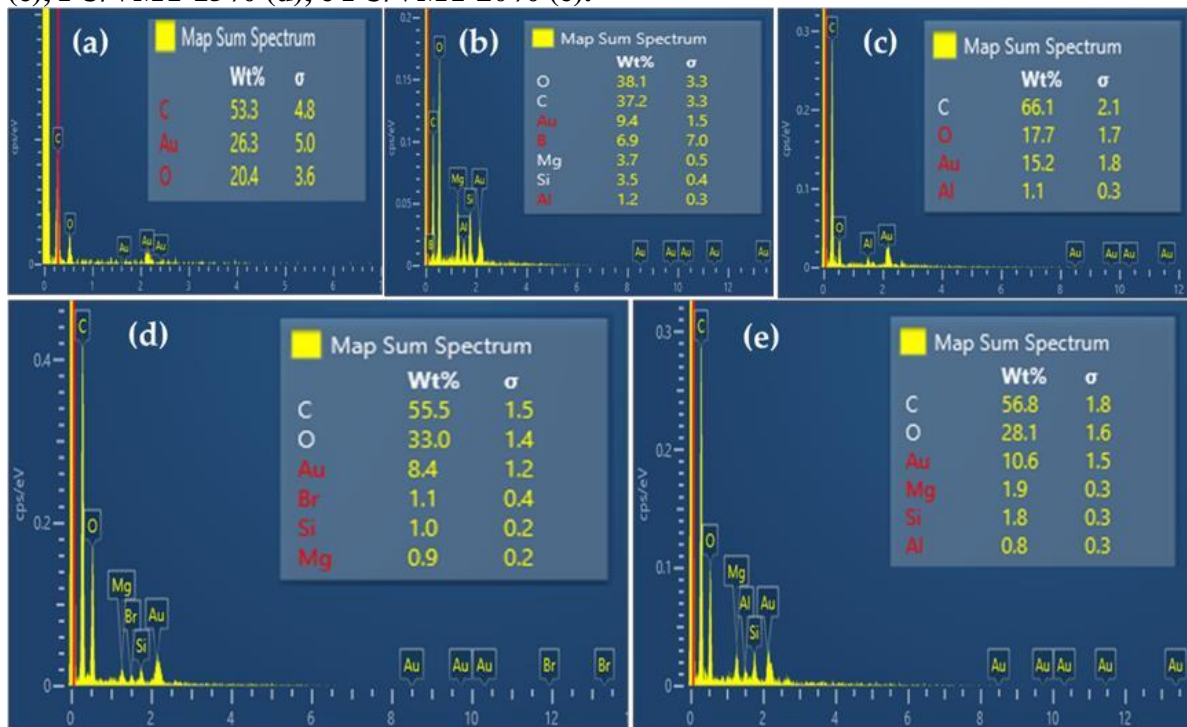 (a)
Map Sum Spectrum
Wt% σ
C 53.3 4.8
Au 26.3 5.0
O 20.4 3.6
cps/eV
C
O
Au
Au
Au
0 1 2 3 4 5 6
(b)
Map Sum Spectrum
Wt% σ
O 38.1 3.3
C 37.2 3.3
Au 9.4 1.5
B 6.9 7.0
Mg 3.7 0.5
Si 3.5 0.4
Al 1.2 0.3
cps/eV
0.2
0.15
0.1
0.05
0
O
C
Mg
Au
Si
Al
B
Au Au Au Au Au
0 2 4 6 8 10 12
(c)
Map Sum Spectrum
Wt% σ
C 66.1 2.1
O 17.7 1.7
Au 15.2 1.8
Al 1.1 0.3
cps/eV
0.3
0.2
0.1
0
C
O
Al
Au
Au Au Au Au
0 2 4 6 8 10 12
(d)
Map Sum Spectrum
Wt% σ
C 55.5 1.5
O 33.0 1.4
Au 8.4 1.2
Br 1.1 0.4
Si 1.0 0.2
Mg 0.9 0.2
cps/eV
0.4
0.2
0
C
O
Mg
Br
Au
Si
Au Au Au Br Br
0 2 4 6 8 10 12
(e)
Map Sum Spectrum
Wt% σ
C 56.8 1.8
O 28.1 1.6
Au 10.6 1.5
Mg 1.9 0.3
Si 1.8 0.3
Al 0.8 0.3
cps/eV
0.3
0.2
0.1
0
C
O
Mg
Al
Au
Si
Au Au Au Au Au
0 2 4 6 8 10 12